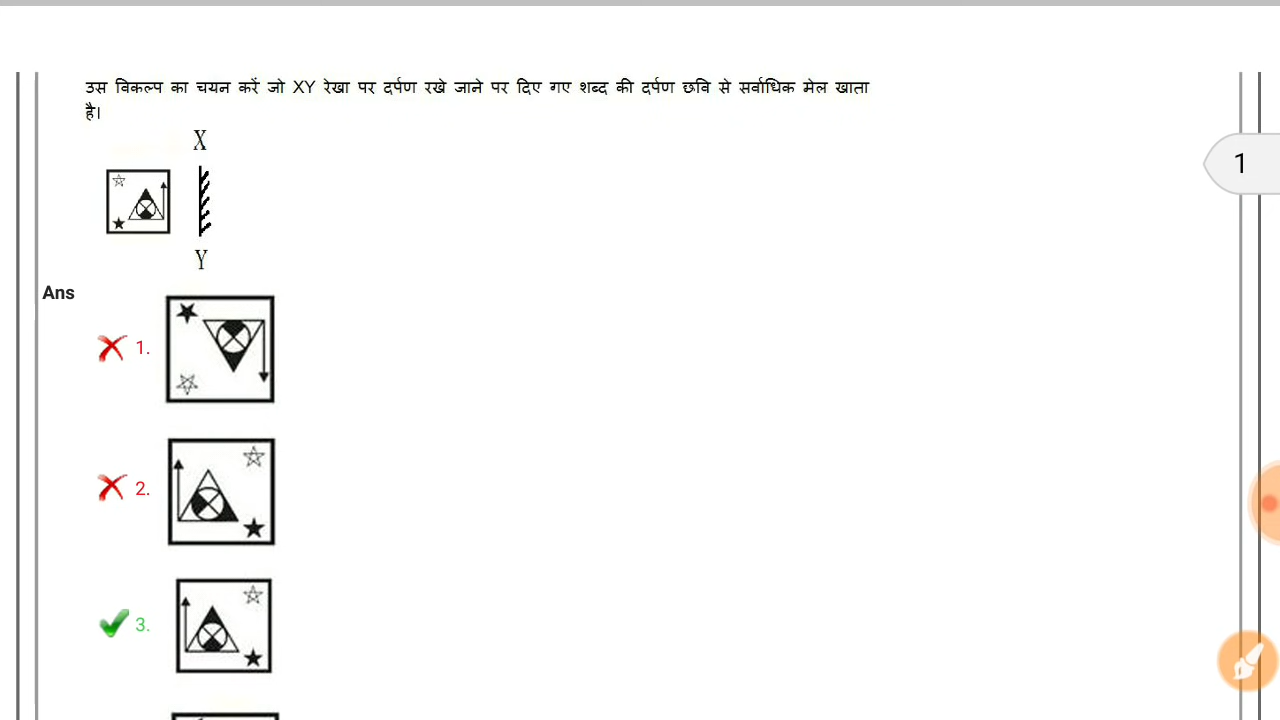 उस विकल्प का चयन करें जो XY रेखा पर दर्पण रखे जाने पर दिए गए शब्द की दर्पण छवि से सर्वाधिक मेल खाता
है।
X
1
Y
Ans
1.
2.
3.